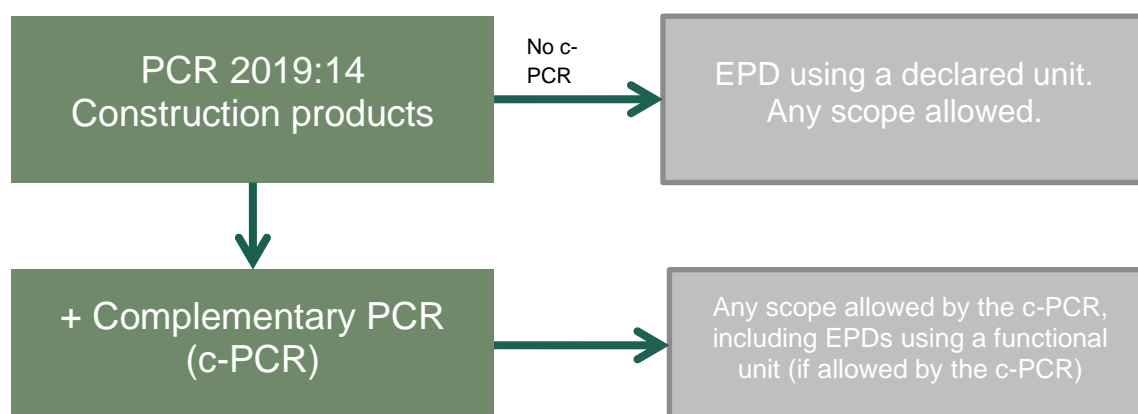 PCR 2019:14
Construction products
No c-
PCR
EPD using a declared unit.
Any scope allowed.
+ Complementary PCR
(c-PCR)
Any scope allowed by the c-PCR,
including EPDs using a functional
unit (if allowed by the c-PCR)